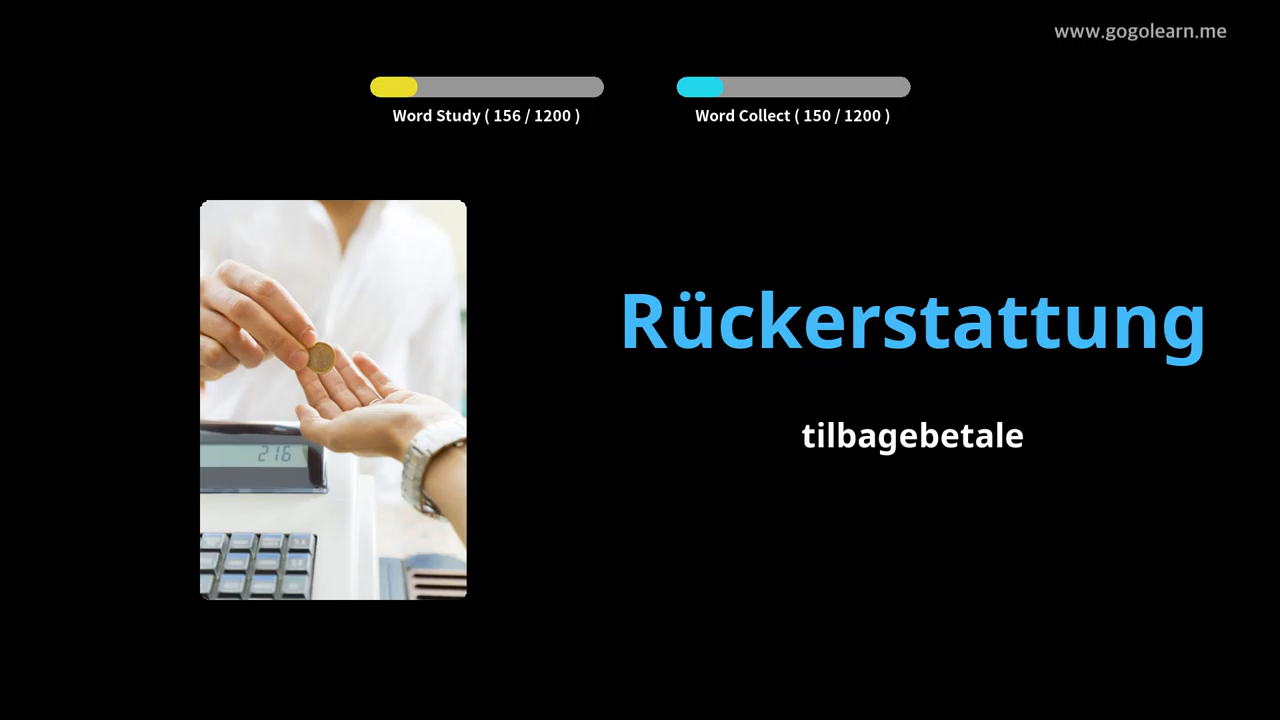 www.gogolearn.me
Word Study ( 156 / 1200 )
Word Collect ( 150 / 1200 )
Rückerstattung
tilbagebetale
216